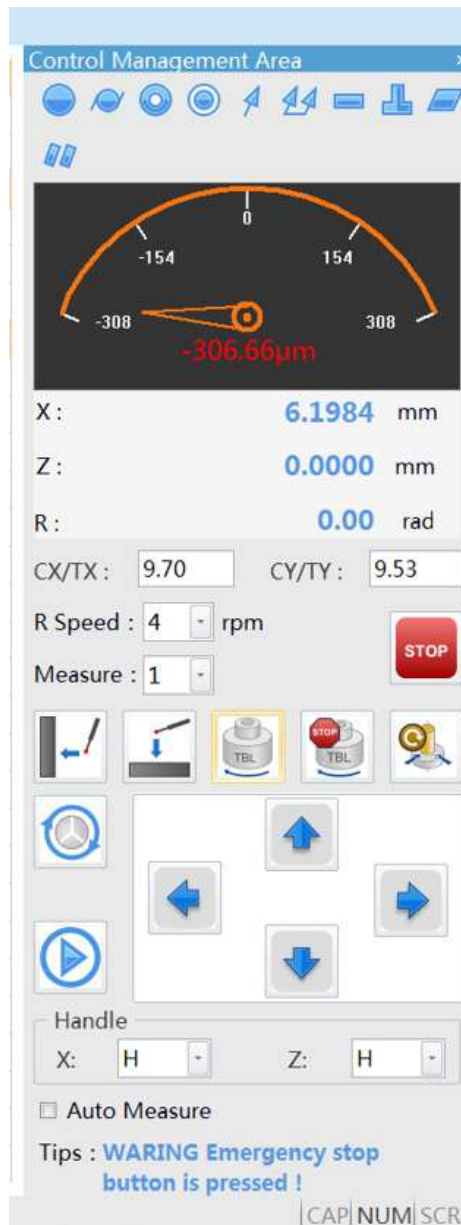 Control Management Area
0
-154
154
-308
308
-306.66μm
X : 6.1984 mm
Z : 0.0000 mm
R : 0.00 rad
CX/TX : 9.70 CY/TY : 9.53
R Speed : 4 rpm
STOP
Measure : 1
TBL
STOP
TBL
Handle
X: H Z: H
Auto Measure
Tips : WARING Emergency stop
button is pressed !
CAP NUM SCR